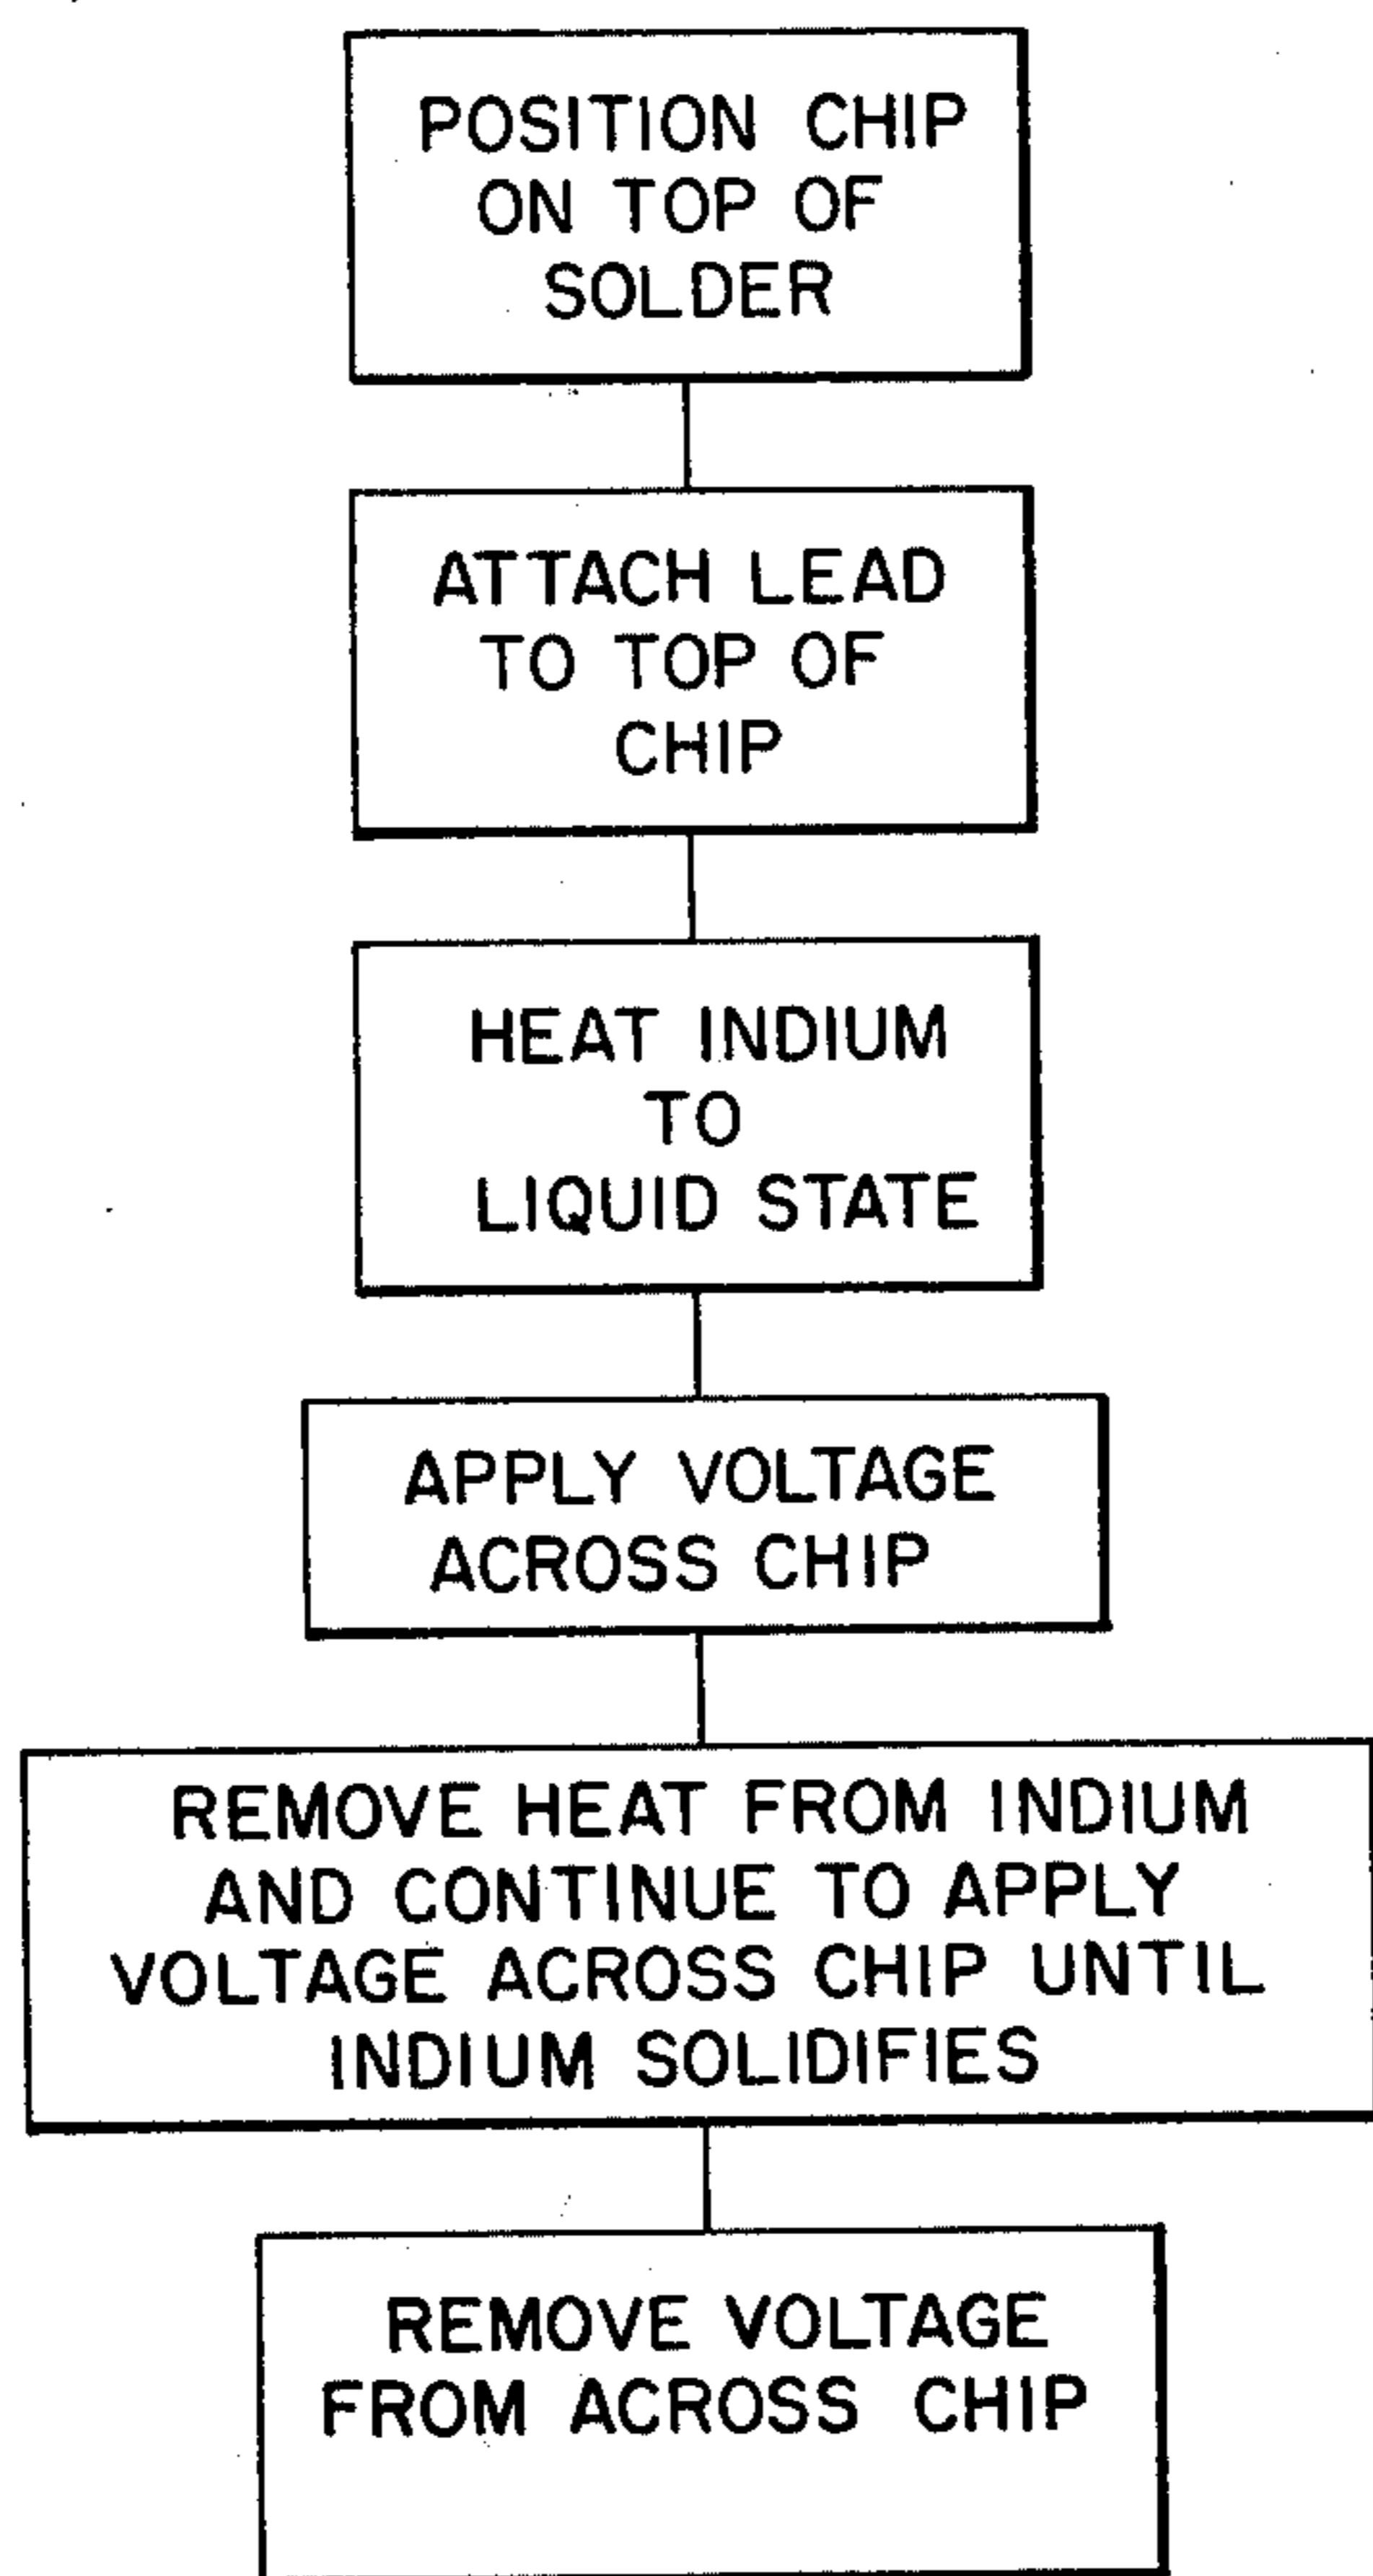 POSITION CHIP
ON TOP OF
SOLDER
ATTACH LEAD
TO TOP OF
CHIP
HEAT INDIUM
TO
LIQUID STATE
APPLY VOLTAGE
ACROSS CHIP
REMOVE HEAT FROM INDIUM
AND CONTINUE TO APPLY
VOLTAGE ACROSS CHIP UNTIL
INDIUM SOLIDIFIES
REMOVE VOLTAGE
FROM ACROSS CHIP